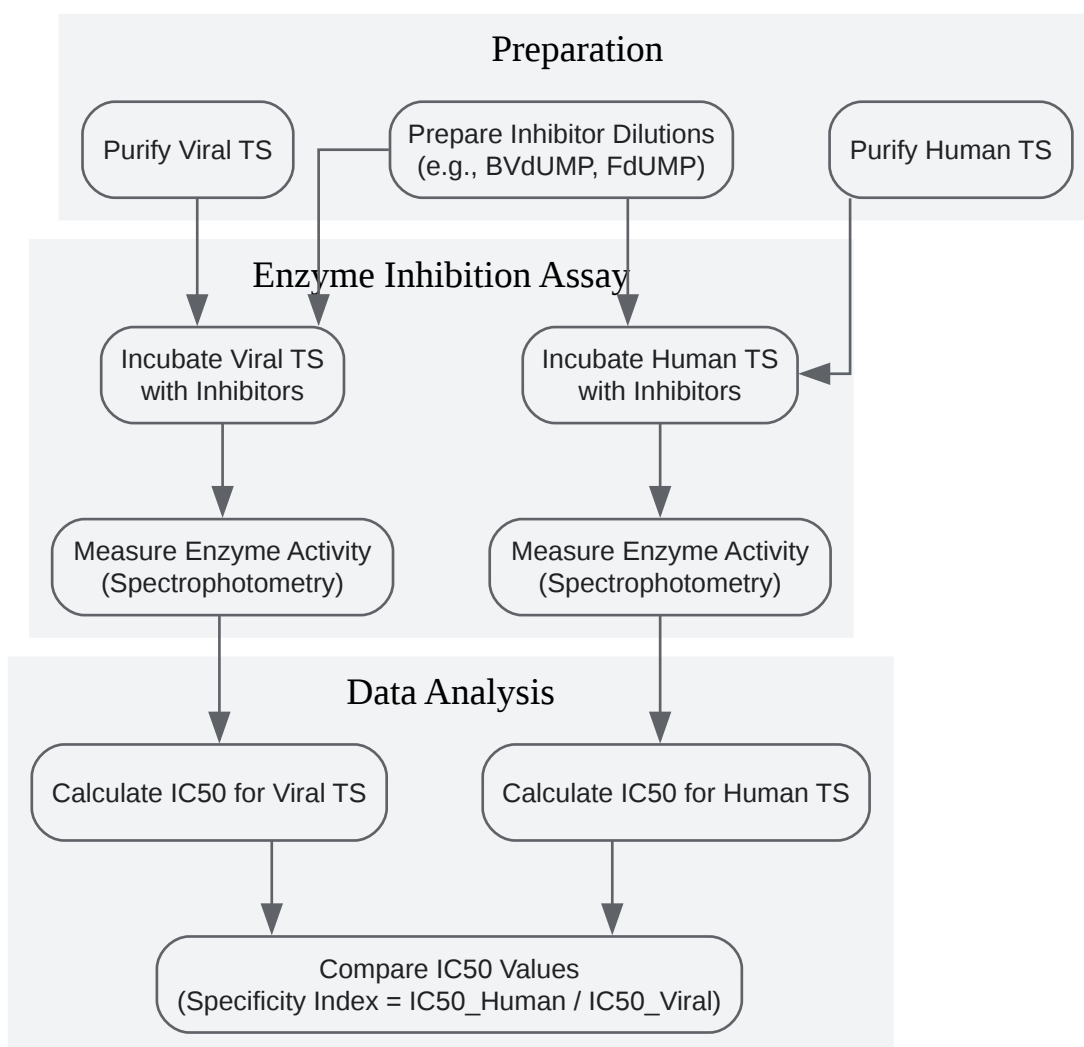 Preparation
Purify Viral TS
Prepare Inhibitor Dilutions
(e.g., BVdUMP, FdUMP)
Purify Human TS
Enzyme Inhibition Assay
Incubate Viral TS
with Inhibitors
Incubate Human TS
with Inhibitors
Measure Enzyme Activity
(Spectrophotometry)
Measure Enzyme Activity
(Spectrophotometry)
Data Analysis
Calculate IC50 for Viral TS
Calculate IC50 for Human TS
Compare IC50 Values
(Specificity Index = IC50_Human / IC50_Viral)